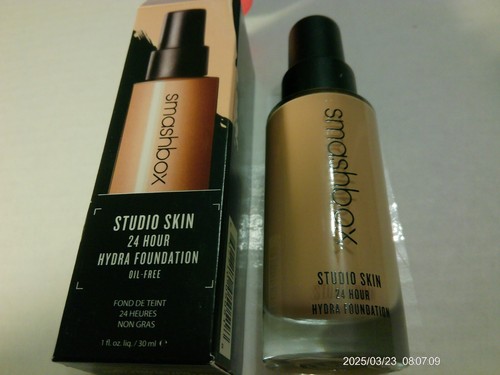 smashbox
STUDIO SKIN
24 HOUR
HYDRA FOUNDATION
OIL-FREE
FOND DE TEINT
24 HEURES
NON GRAS
1 fl. oz. liq. / 30 ml ℮
smashbox
STUDIO SKIN
24 HOUR
HYDRA FOUNDATION
2025/03/23 08:07:09